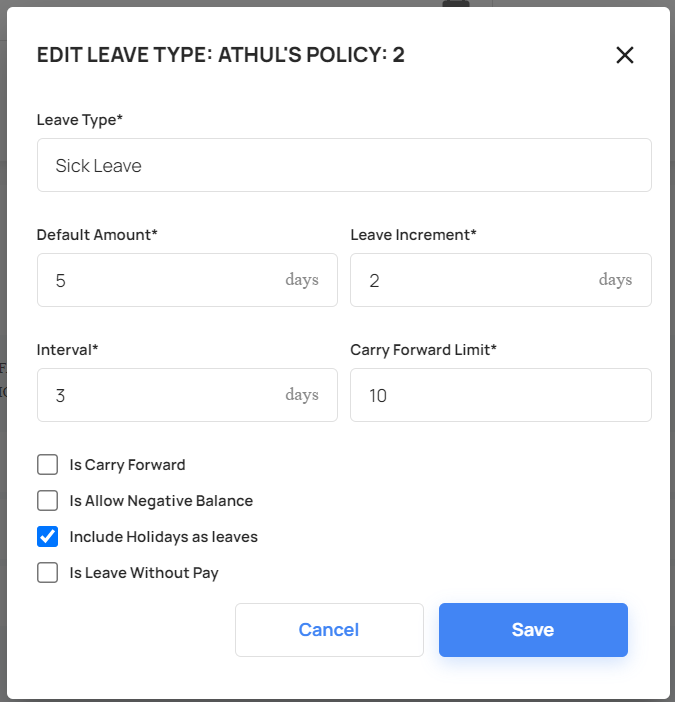 EDIT LEAVE TYPE: ATHUL'S POLICY: 2
Leave Type*
Sick Leave
Default Amount*
Leave Increment*
5 days
2 days
Interval*
Carry Forward Limit*
3 days
10
Is Carry Forward
Is Allow Negative Balance
Include Holidays as leaves
Is Leave Without Pay
Cancel
Save